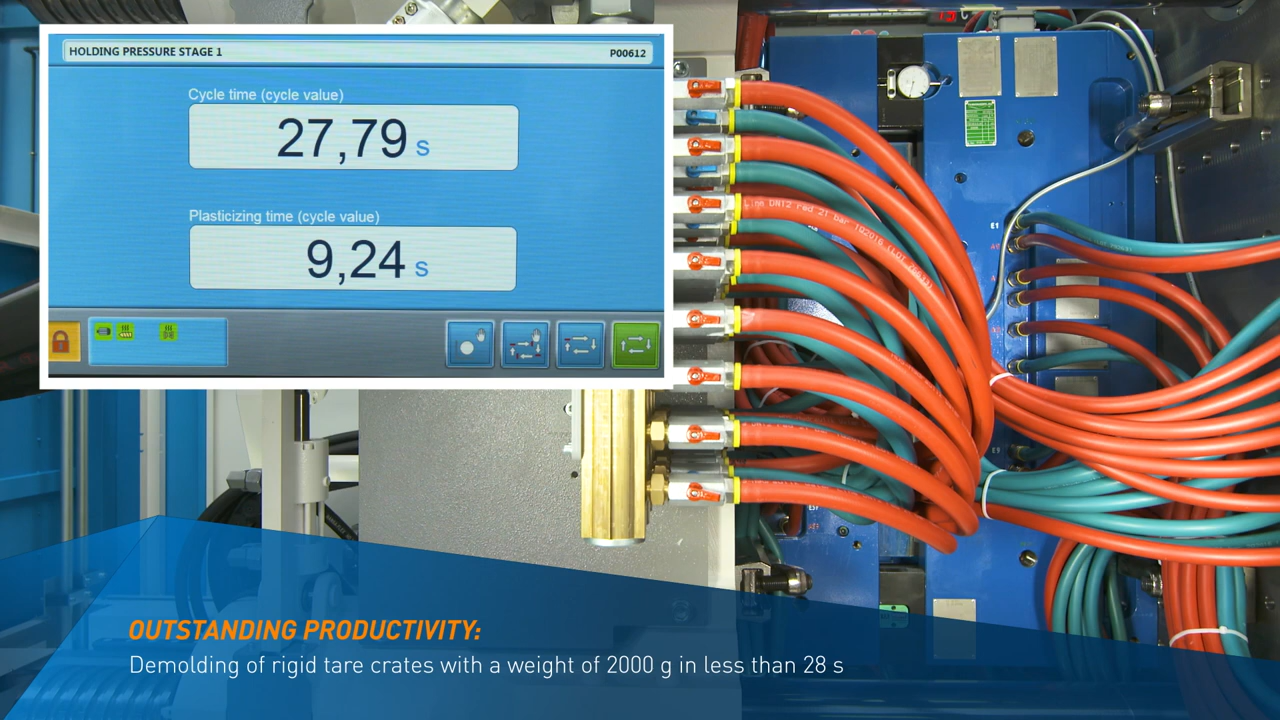 HOLDING PRESSURE STAGE 1
P00612
Cycle time (cycle value)
27,79 s
Plasticizing time (cycle value)
9,24 s
E1
OUTSTANDING PRODUCTIVITY:
Demolding of rigid tare crates with a weight of 2000 g in less than 28 s